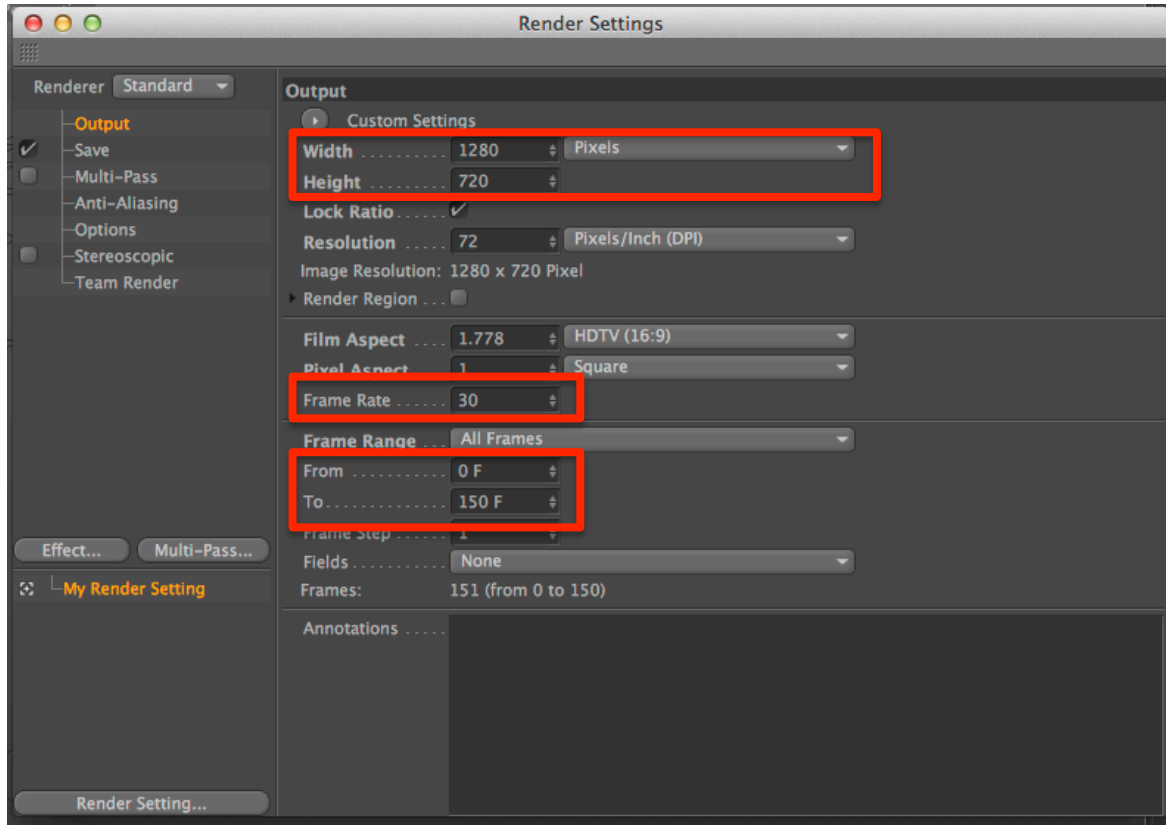 Render Settings
Renderer Standard
Output
Save
Multi-Pass
Anti-Aliasing
Options
Stereoscopic
Team Render
Effect... Multi-Pass...
My Render Setting
Render Setting...
Output
Custom Settings
Width .......... 1280 Pixels
Height ......... 720
Lock Ratio......
Resolution ..... 72 Pixels/Inch (DPI)
Image Resolution: 1280 x 720 Pixel
Render Region ...
Film Aspect .... 1.778 HDTV (16:9)
Pixel Aspect 1 Square
Frame Rate ...... 30
Frame Range ... All Frames
From ........... 0 F
To.............. 150 F
Frame Step ...... 1
Fields........... None
Frames: 151 (from 0 to 150)
Annotations .....